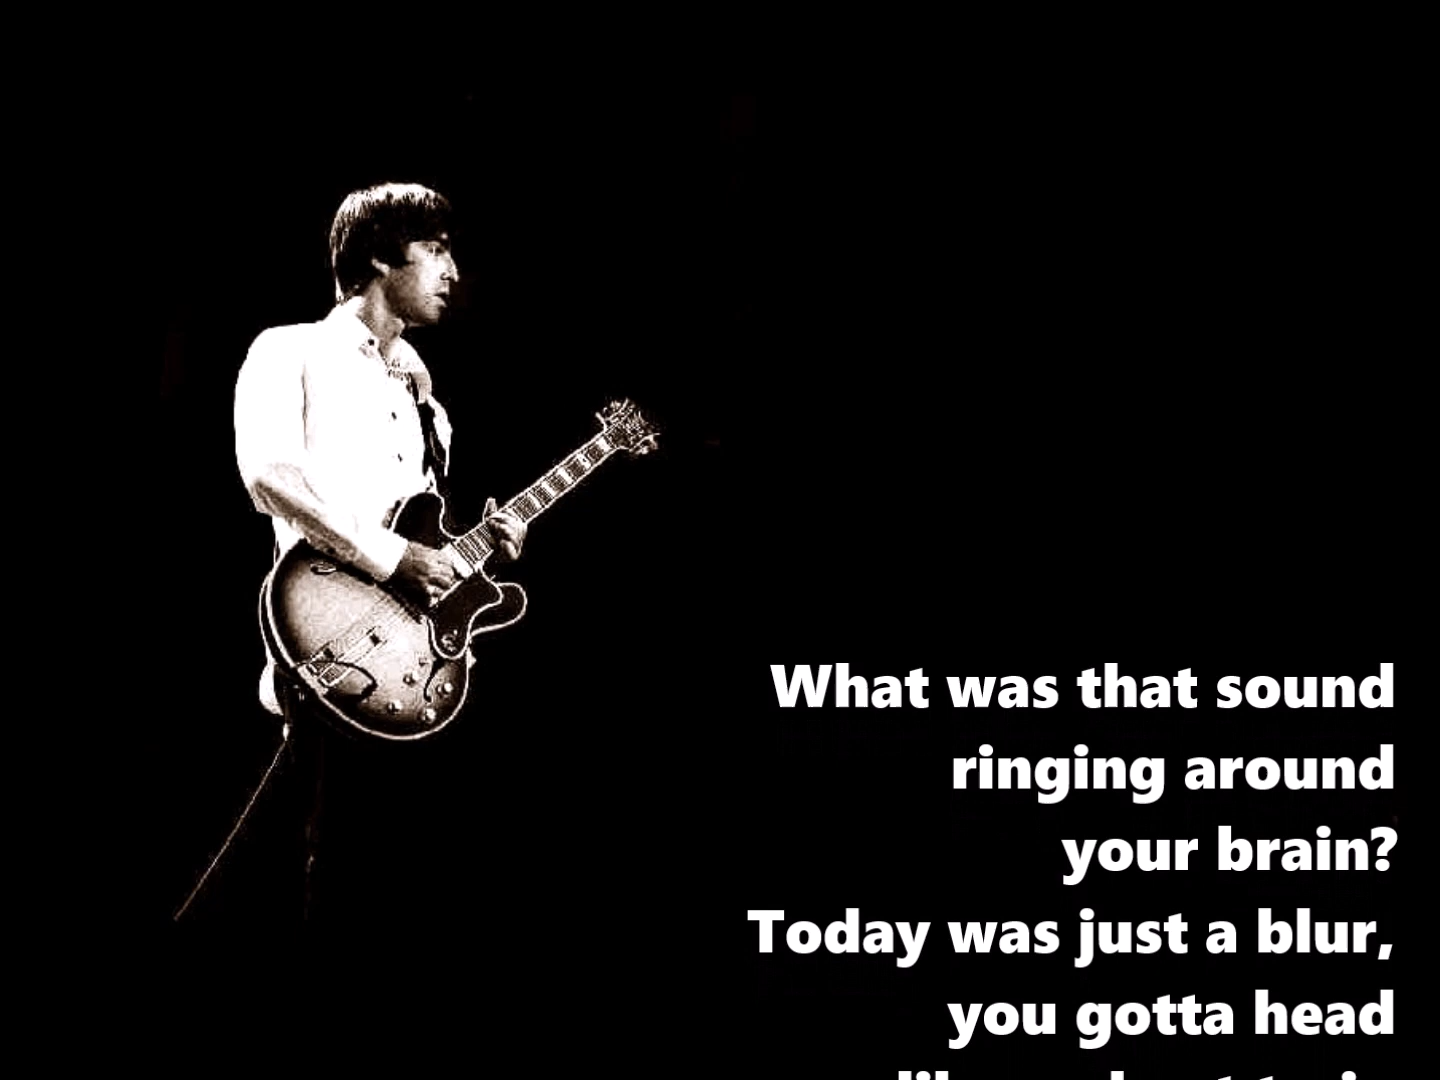 What was that sound
ringing around
your brain?
Today was just a blur,
you gotta head